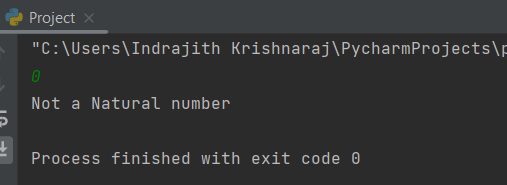 Project
"C:\Users\Indrajith Krishnaraj\PycharmProjects\p
0
Not a Natural number
Process finished with exit code 0